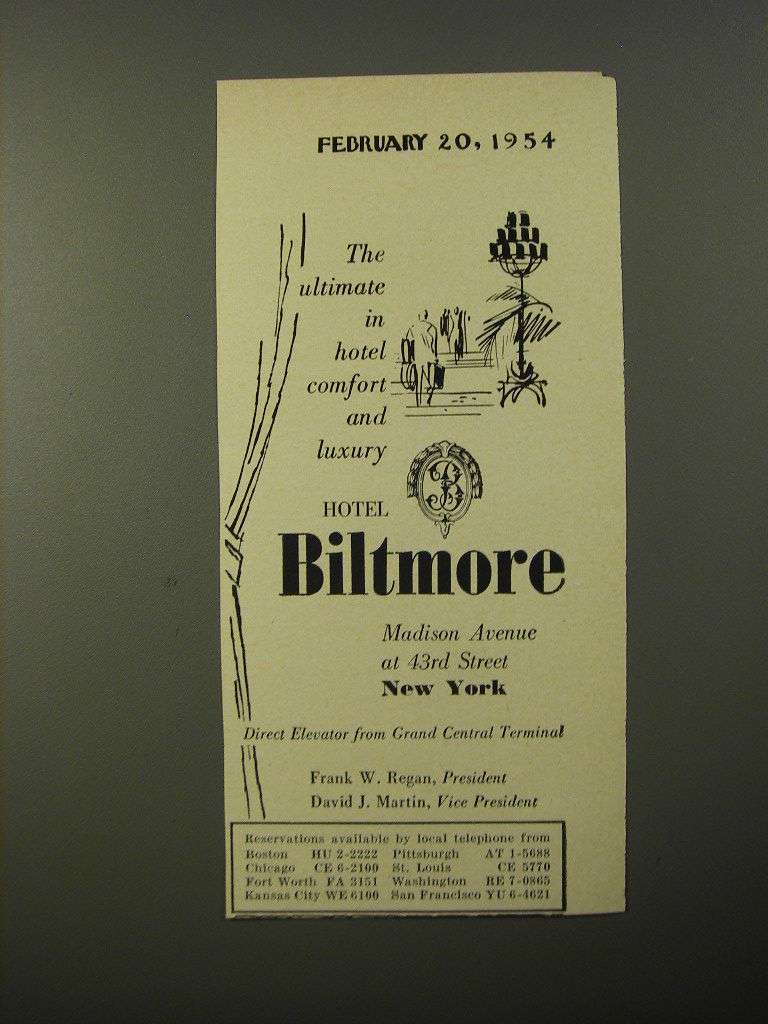 FEBRUARY 20, 1954
The
ultimate
in
hotel
comfort
and
luxury
B
HOTEL
Biltmore
Madison Avenue
at 43rd Street
New York
Direct Elevator from Grand Central Terminal
Frank W. Regan, President
David J. Martin, Vice President
Reservations available by local telephone from
Boston HU 2-2222 Pittsburgh AT 1-5688
Chicago CE 6-2100 St. Louis CE 5770
Fort Worth FA 3151 Washington RE 7-0865
Kansas City WE 6100 San Francisco YU 6-4621